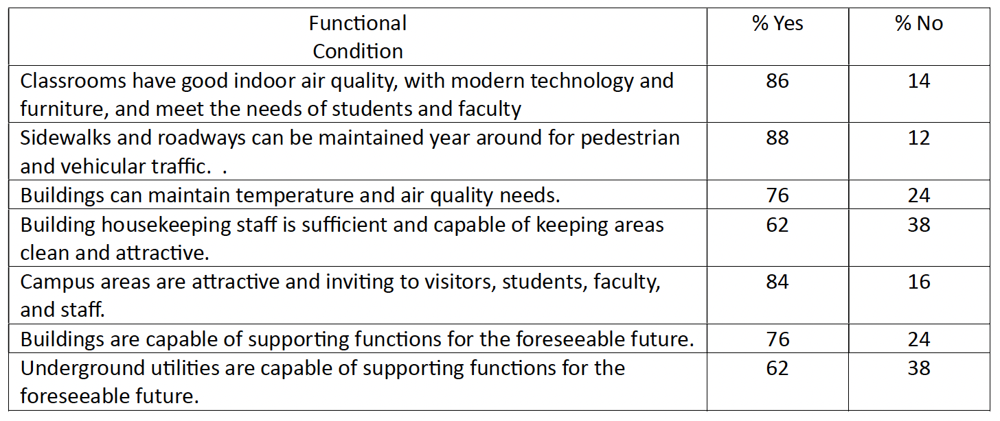 Functional % Yes % No
Condition
Classrooms have good indoor air quality, with modern technology and 86 14
furniture, and meet the needs of students and faculty
Sidewalks and roadways can be maintained year around for pedestrian 88 12
and vehicular traffic.  .
Buildings can maintain temperature and air quality needs. 76 24
Building housekeeping staff is sufficient and capable of keeping areas 62 38
clean and attractive.
Campus areas are attractive and inviting to visitors, students, faculty, 84 16
and staff.
Buildings are capable of supporting functions for the foreseeable future. 76 24
Underground utilities are capable of supporting functions for the 62 38
foreseeable future.